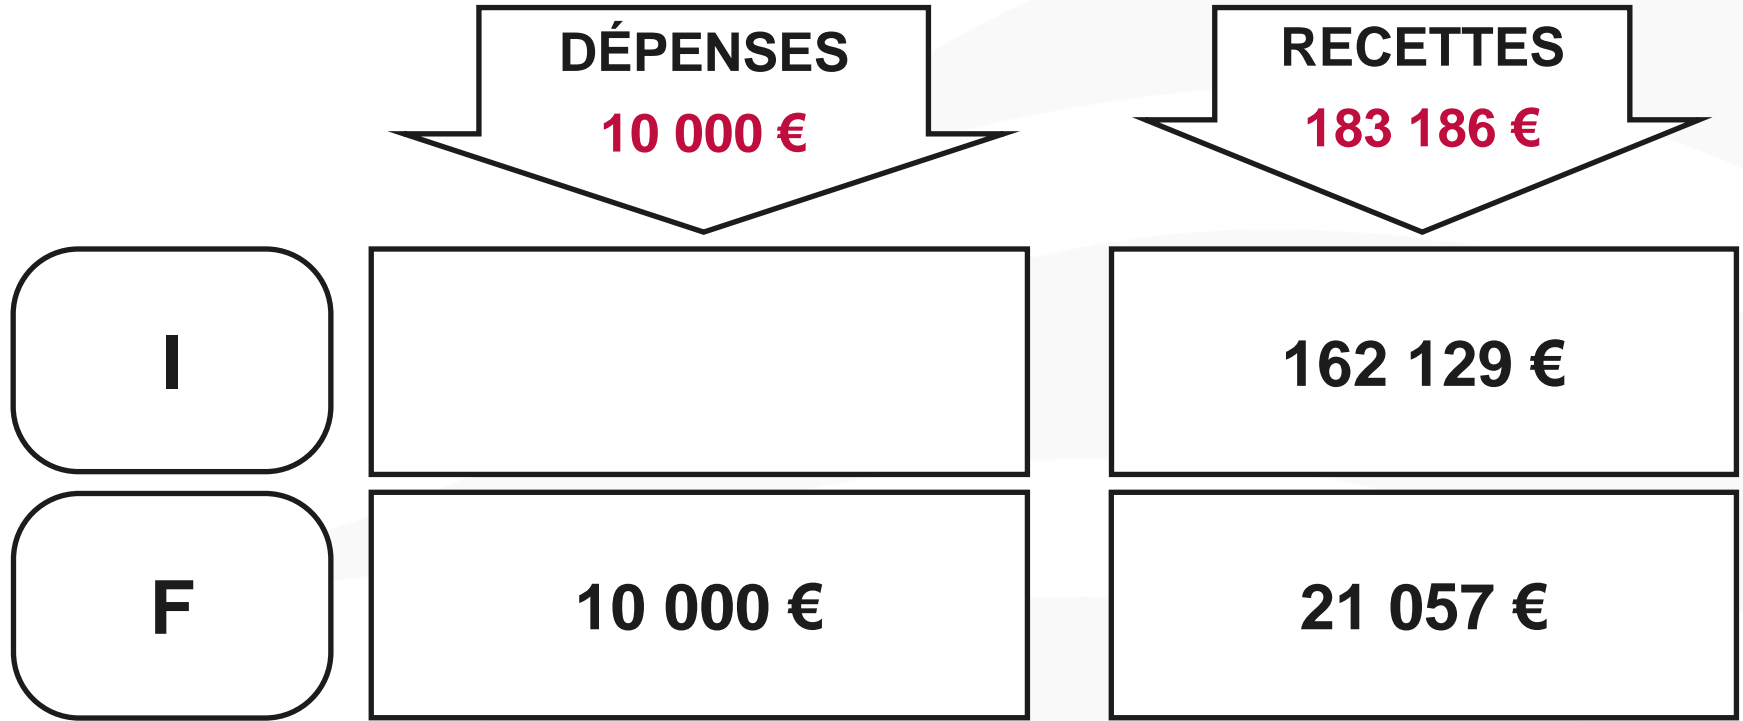 DÉPENSES
10 000 €
RECETTES
183 186 €
I
162 129 €
F
10 000 €
21 057 €